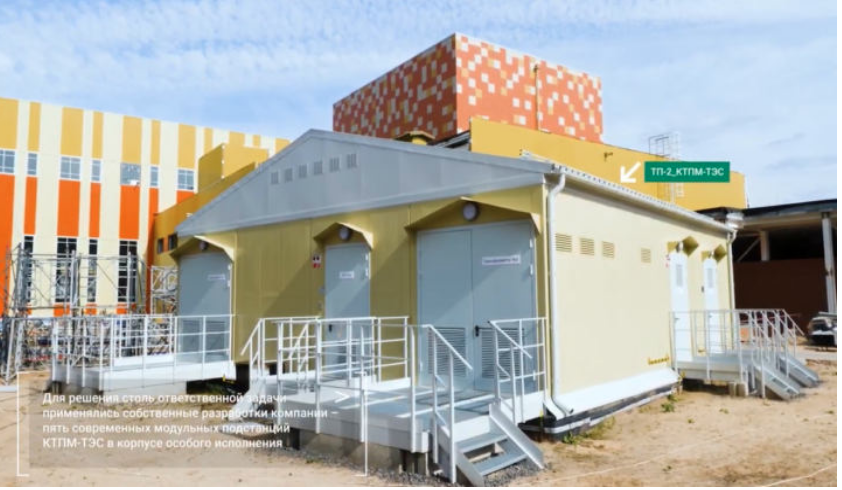 ТП-2_КТПМ-ТЭС
Для решения столь ответственной задачи
применялись собственные разработки компании –
пять современных модульных подстанций
КТПМ-ТЭС в корпусе особого исполнения